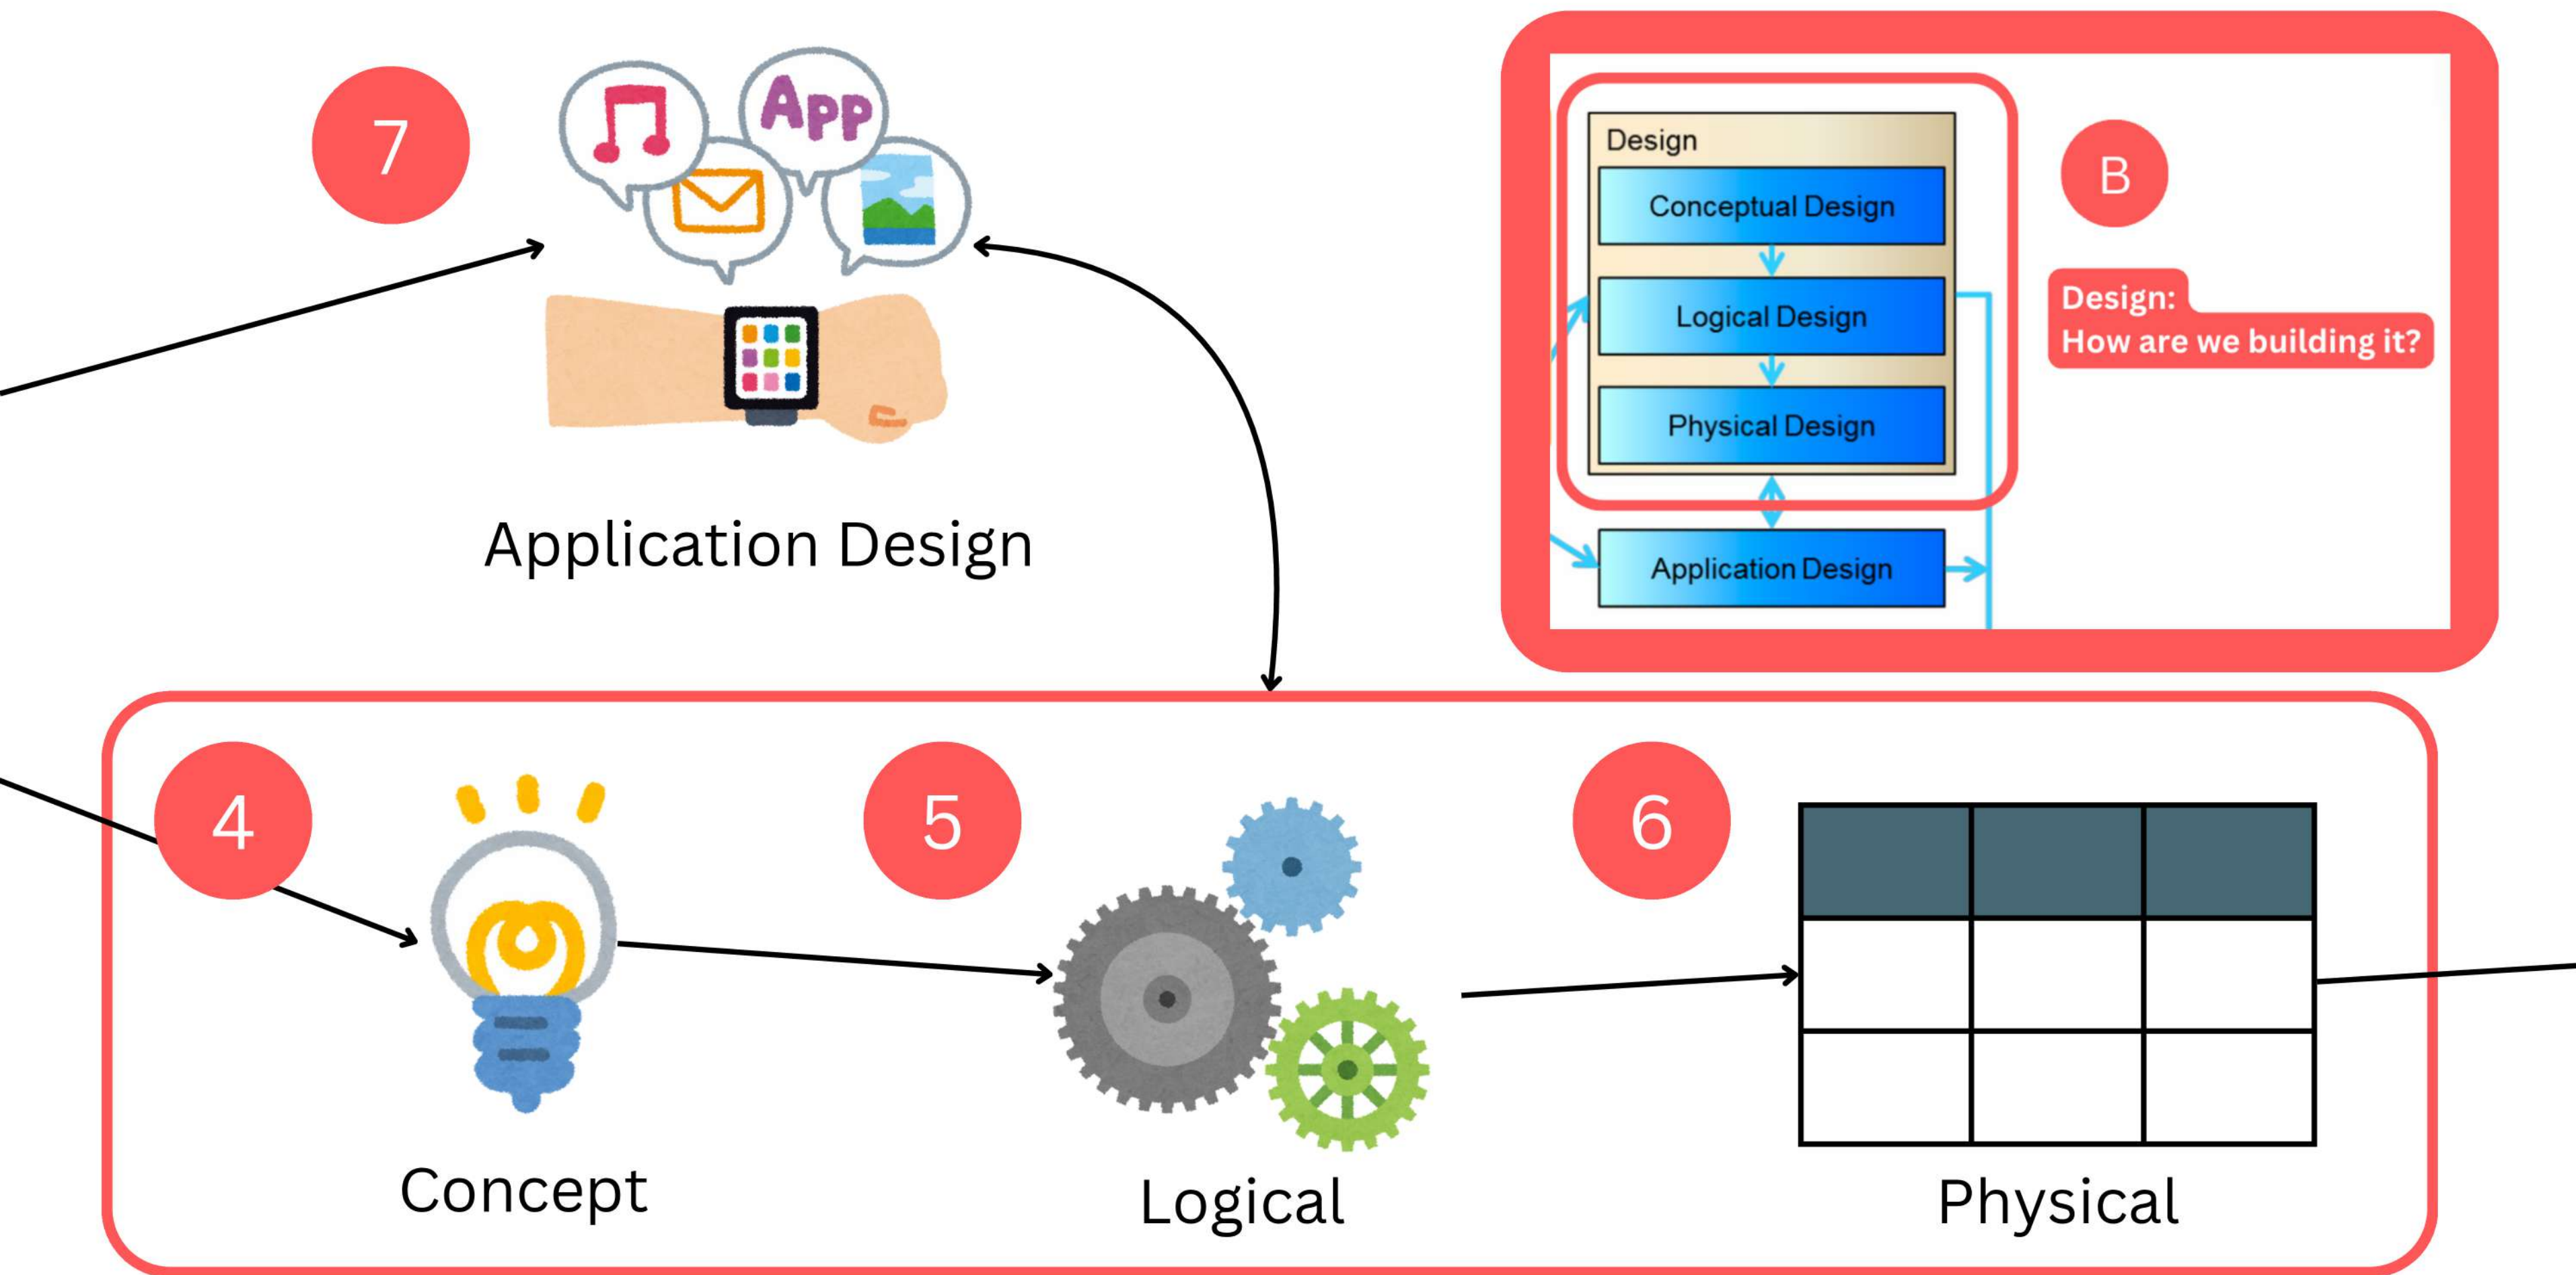 7
App
Application Design
Design
Conceptual Design
Logical Design
Physical Design
Application Design
B
Design:
How are we building it?
4
5
6
Concept
Logical
Physical